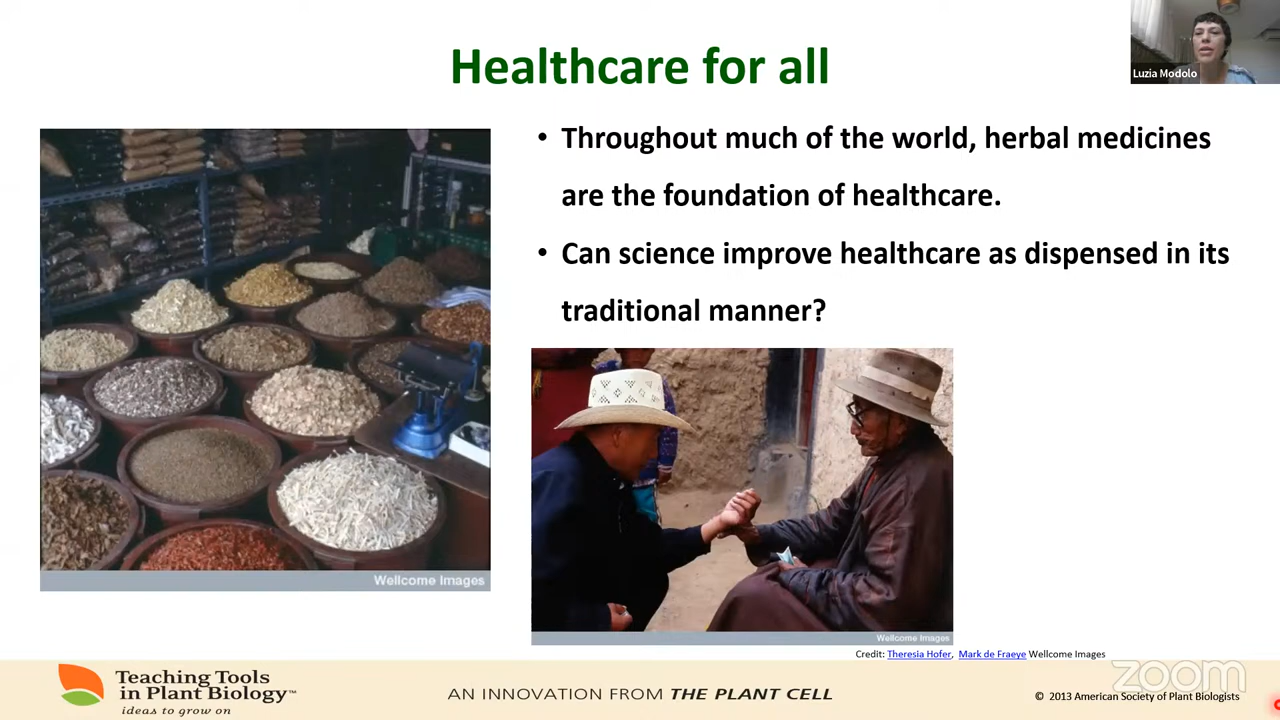 Healthcare for all
Luzia Modolo
• Throughout much of the world, herbal medicines
are the foundation of healthcare.
• Can science improve healthcare as dispensed in its
traditional manner?
Wellcome Images
Wellcome Images
Credit: Theresia Hofer, Mark de Fraeye Wellcome Images
zoom
Teaching Tools
in Plant Biology™
ideas to grow on
AN INNOVATION FROM THE PLANT CELL
© 2013 American Society of Plant Biologists